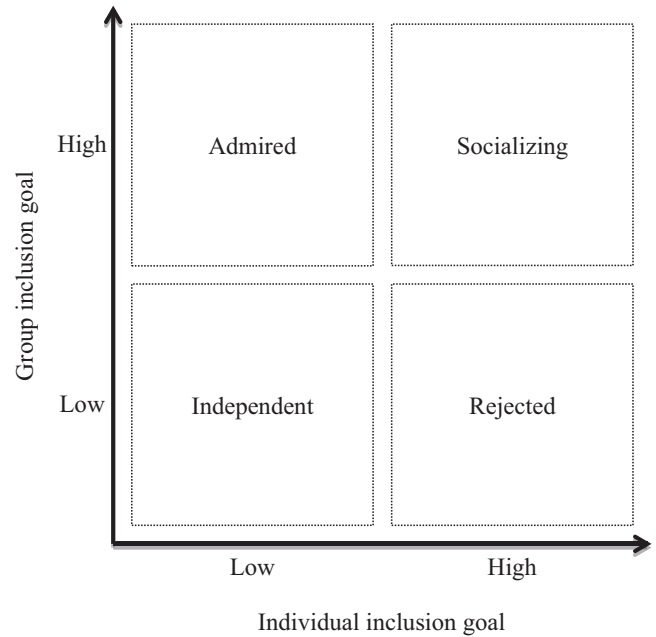 Group inclusion goal
High
Admired
Socializing
Low
Independent
Rejected
Low
High
Individual inclusion goal